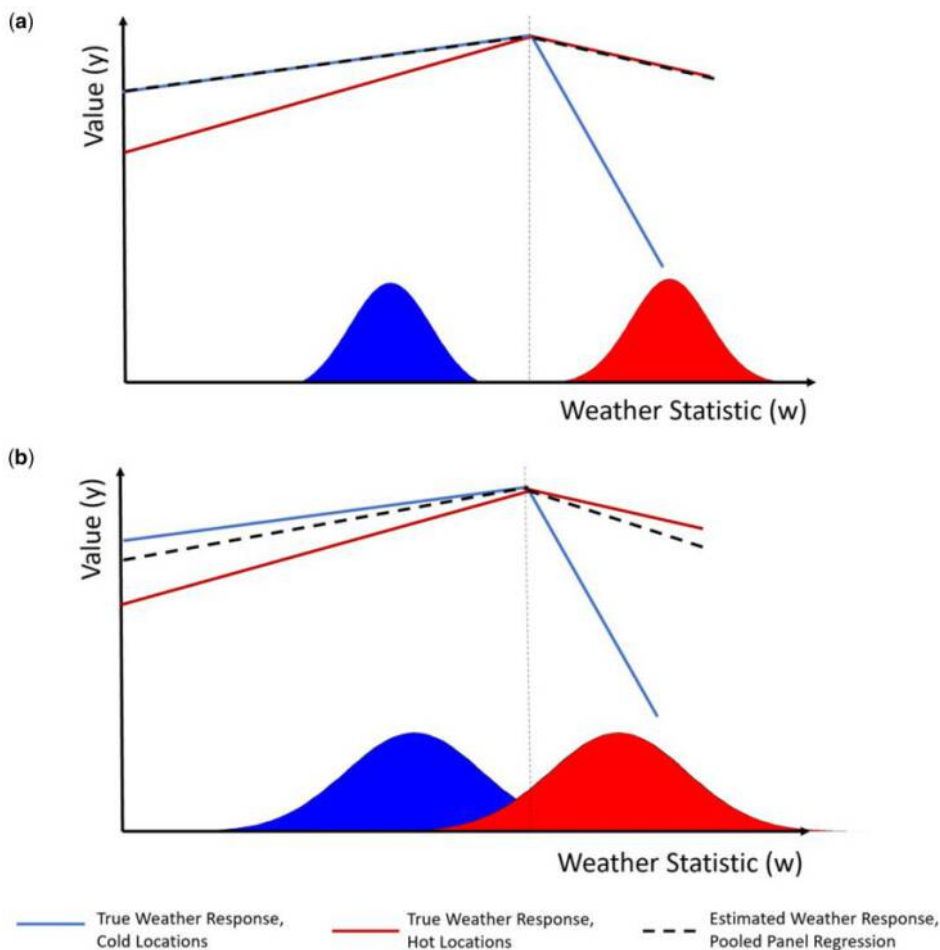 (a)
Value (y)
Weather Statistic (w)
(b)
Value (y)
Weather Statistic (w)
True Weather Response,
Cold Locations
True Weather Response,
Hot Locations
Estimated Weather Response,
Pooled Panel Regression